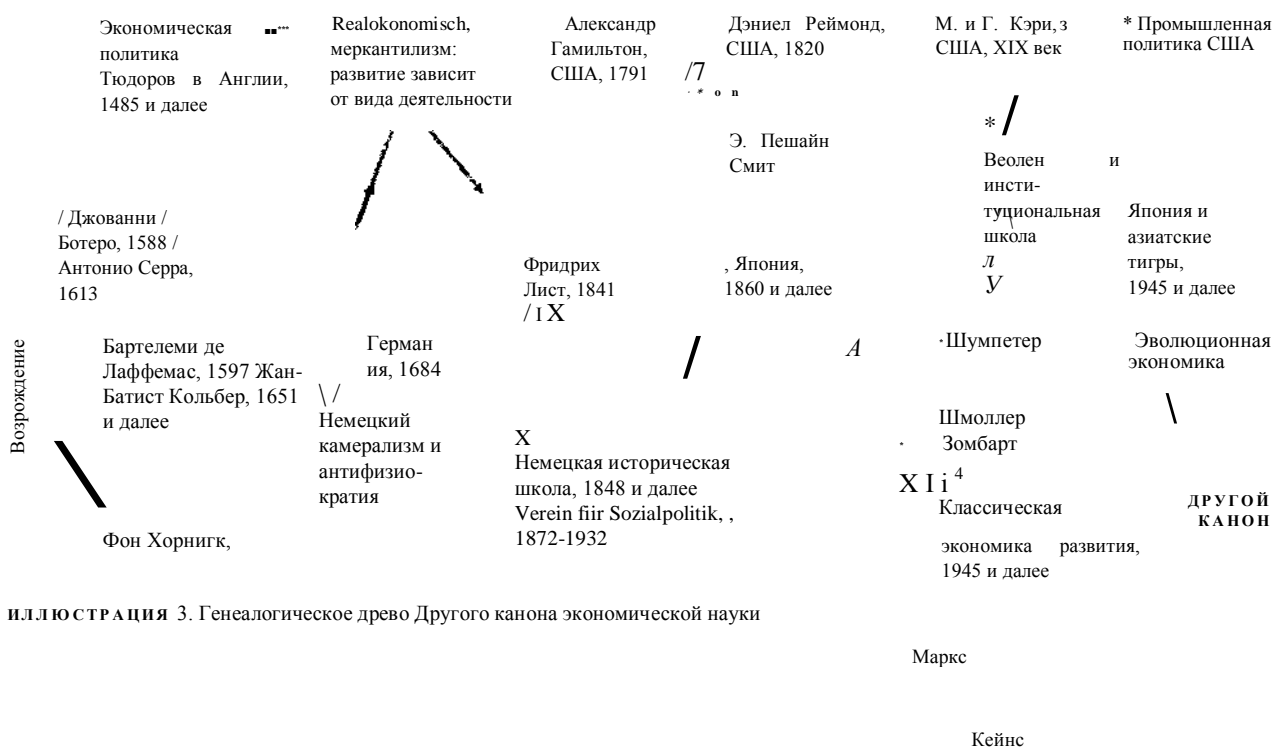 Экономическая
политика
Тюдоров в Англии,
1485 и далее
Realokonomisch,
меркантилизм:
развитие зависит
от вида деятельности
Александр
Гамильтон,
США, 1791
/7
· * o n
Дэниел Реймонд,
США, 1820
М. и Г. Кэри, з
США, XIX век
* Промышленная
политика США
Э. Пешайн
Смит
*
Веолен и
инсти-
туциональная
школа
л
У
/ Джованни /
Ботеро, 1588 /
Антонио Серра,
1613
Фридрих
Лист, 1841
/ I X
, Япония,
1860 и далее
Япония и
азиатские
тигры,
1945 и далее
Возрождение
Бартелеми де
Лаффемас, 1597 Жан-
Батист Кольбер, 1651
и далее
Герман
ия, 1684
\ /
Немецкий
камерализм и
антифизио-
кратия
А
·Шумпетер
Эволюционная
экономика
Шмоллер
· Зомбарт
X
Немецкая историческая
школа, 1848 и далее
Verein fiir Sozialpolitik, ,
1872-1932
X I i 4
Классическая
экономика развития,
1945 и далее
ДРУГОЙ
КАНОН
Фон Хорнигк,
ИЛЛЮСТРАЦИЯ 3. Генеалогическое древо Другого канона экономической науки
Маркс
Кейнс